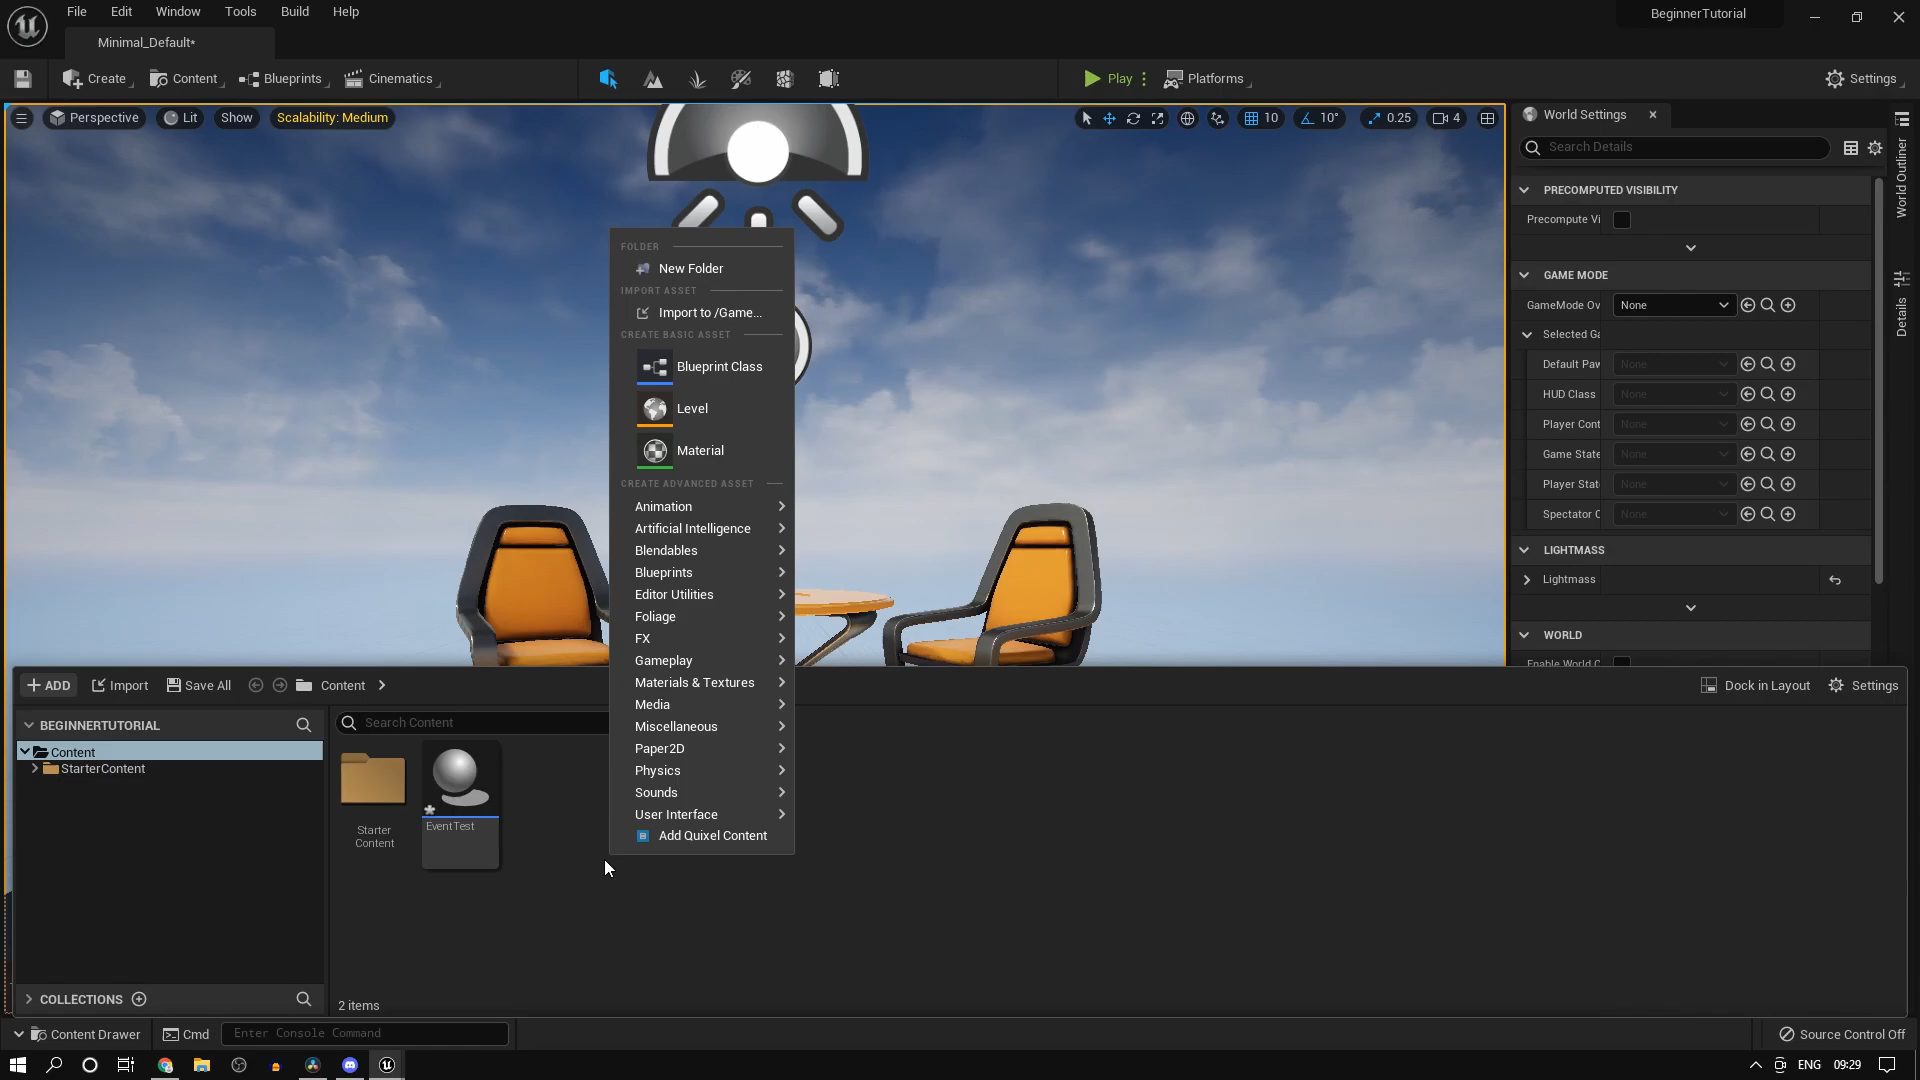 File Edit Window Tools Build Help
BeginnerTutorial
Minimal_Default*
Create Content Blueprints Cinematics Play Platforms Settings
Perspective Lit Show Scalability: Medium 10 10° 0.25 4
World Settings
Search Details
PRECOMPUTED VISIBILITY
Precompute Vi
GAME MODE
GameMode Ov None
Selected Ga
Default Paw None
HUD Class None
Player Cont None
Game State None
Player Stat None
Spectator C None
LIGHTMASS
Lightmass
WORLD
Enable World C
World Outliner
Details
FOLDER
New Folder
IMPORT ASSET
Import to /Game...
CREATE BASIC ASSET
Blueprint Class
Level
Material
CREATE ADVANCED ASSET
Animation
Artificial Intelligence
Blendables
Blueprints
Editor Utilities
Foliage
FX
Gameplay
Materials & Textures
Media
Miscellaneous
Paper2D
Physics
Sounds
User Interface
Add Quixel Content
ADD Import Save All Content Dock in Layout Settings
BEGINNERTUTORIAL
Content
StarterContent
Search Content
Starter
Content
EventTest
COLLECTIONS
2 items
Content Drawer Cmd Enter Console Command Source Control Off
ENG 09:29